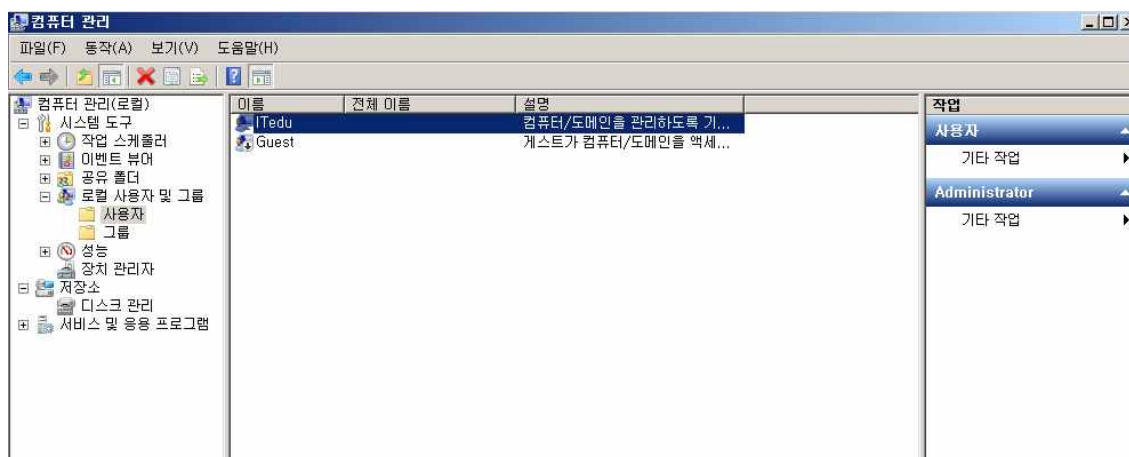 컴퓨터 관리
파일(F) 동작(A) 보기(V) 도움말(H)
컴퓨터 관리(로컬)
시스템 도구
작업 스케줄러
이벤트 뷰어
공유 폴더
로컬 사용자 및 그룹
사용자
그룹
성능
장치 관리자
저장소
디스크 관리
서비스 및 응용 프로그램
이름 전체 이름 설명
ITedu 컴퓨터/도메인을 관리하도록 기...
Guest 게스트가 컴퓨터/도메인을 액세...
작업
사용자
기타 작업
Administrator
기타 작업